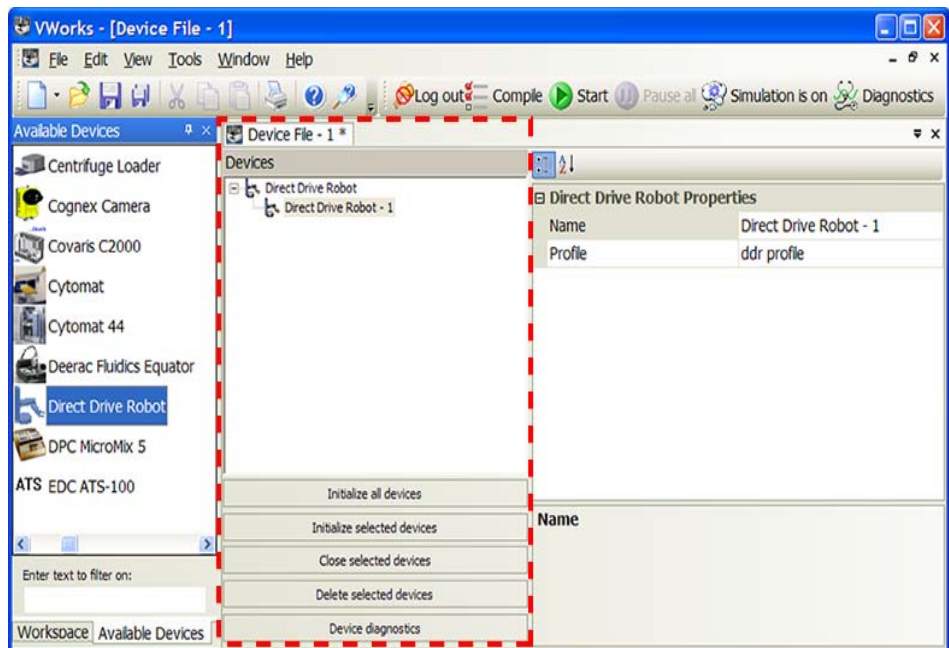 VWorks - [Device File - 1]
File Edit View Tools Window Help
Log out Compile Start Pause all Simulation is on Diagnostics
Available Devices
Centrifuge Loader
Cognex Camera
Covaris C2000
Cytomat
Cytomat 44
Deerac Fluidics Equator
Direct Drive Robot
DPC MicroMix 5
ATS EDC ATS-100
Enter text to filter on:
Workspace Available Devices
Device File - 1 *
Devices
Direct Drive Robot
Direct Drive Robot - 1
Initialize all devices
Initialize selected devices
Close selected devices
Delete selected devices
Device diagnostics
Direct Drive Robot Properties
Name Direct Drive Robot - 1
Profile ddr profile
Name